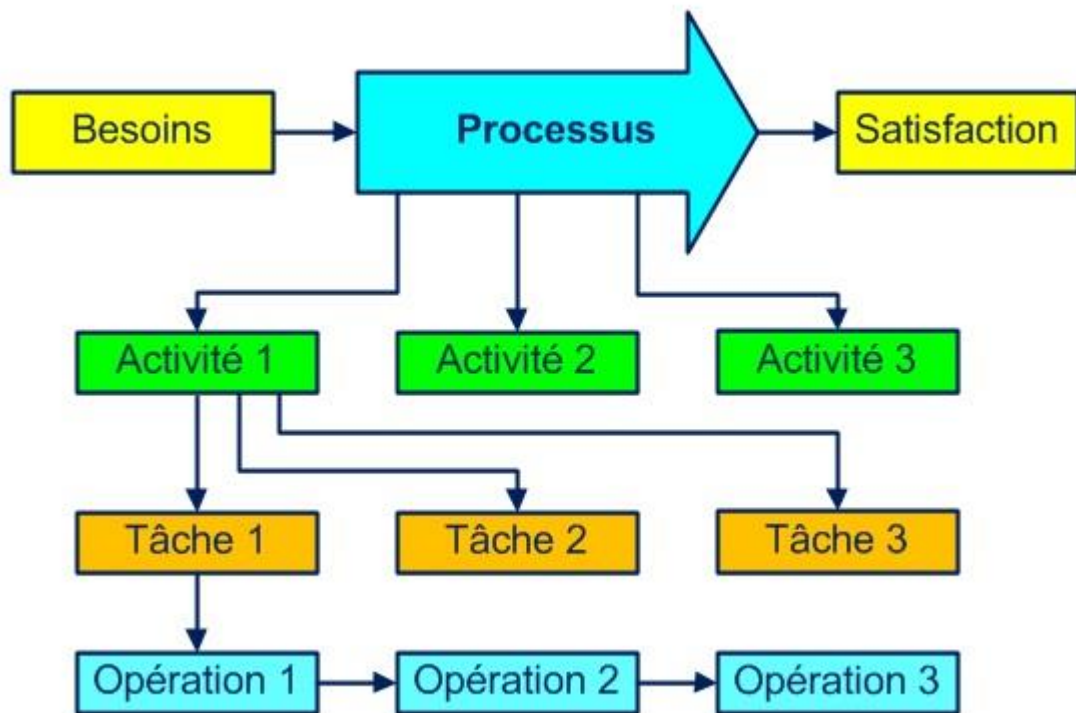 Besoins
Processus
Satisfaction
Activité 1
Activité 2
Activité 3
Tâche 1
Tâche 2
Tâche 3
Opération 1
Opération 2
Opération 3